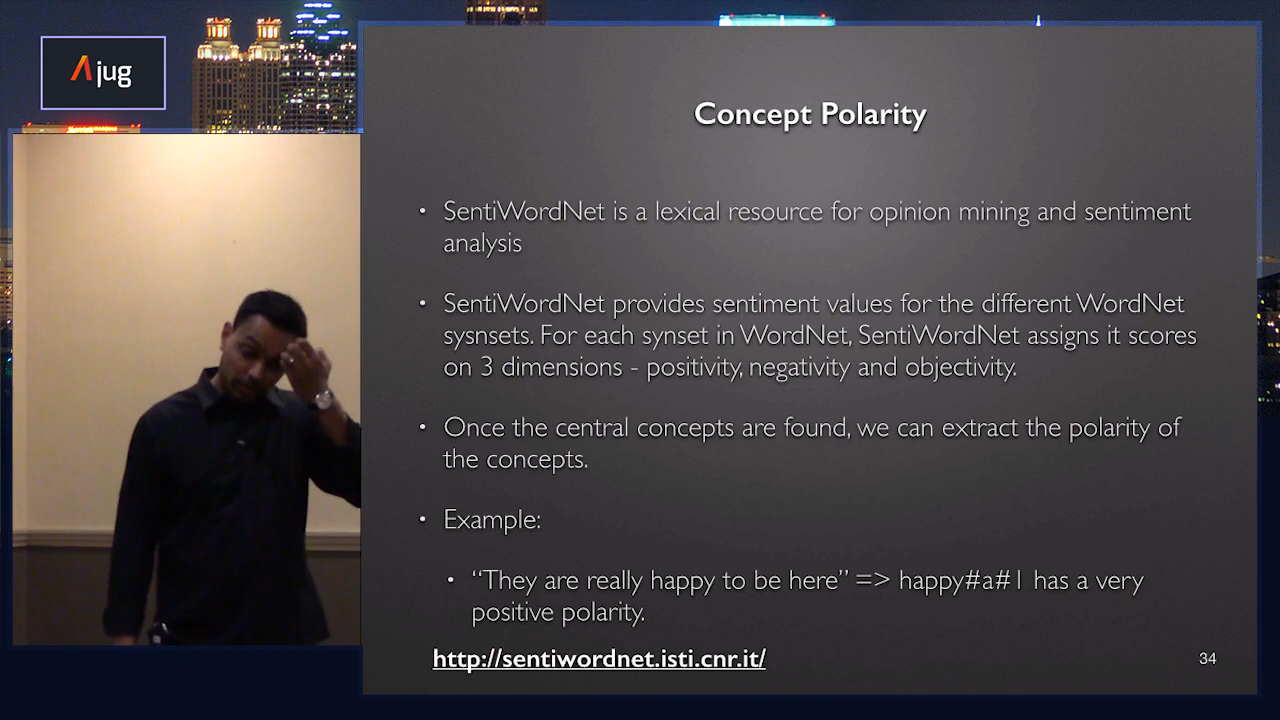 jug
Concept Polarity
• SentiWordNet is a lexical resource for opinion mining and sentiment
analysis
• SentiWordNet provides sentiment values for the different WordNet
sysnsets. For each synset in WordNet, SentiWordNet assigns it scores
on 3 dimensions - positivity, negativity and objectivity.
• Once the central concepts are found, we can extract the polarity of
the concepts.
• Example:
• “They are really happy to be here” => happy#a#1 has a very
positive polarity.
http://sentiwordnet.isti.cnr.it/
34